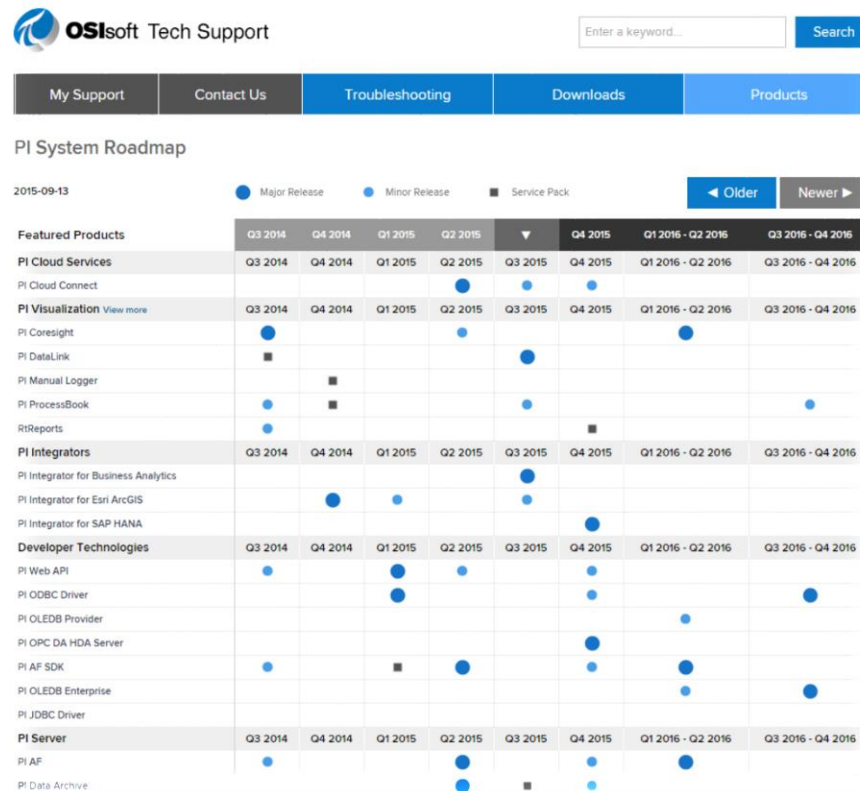 OSIsoft Tech Support
Enter a keyword... Search
My Support Contact Us Troubleshooting Downloads Products
PI System Roadmap
2015-09-13 Major Release Minor Release Service Pack ◄ Older Newer ►
Featured Products Q3 2014 Q4 2014 Q1 2015 Q2 2015 ▼ Q4 2015 Q1 2016 - Q2 2016 Q3 2016 - Q4 2016
PI Cloud Services Q3 2014 Q4 2014 Q1 2015 Q2 2015 Q3 2015 Q4 2015 Q1 2016 - Q2 2016 Q3 2016 - Q4 2016
PI Cloud Connect
PI Visualization View more Q3 2014 Q4 2014 Q1 2015 Q2 2015 Q3 2015 Q4 2015 Q1 2016 - Q2 2016 Q3 2016 - Q4 2016
PI Coresight
PI DataLink
PI Manual Logger
PI ProcessBook
RtReports
PI Integrators Q3 2014 Q4 2014 Q1 2015 Q2 2015 Q3 2015 Q4 2015 Q1 2016 - Q2 2016 Q3 2016 - Q4 2016
PI Integrator for Business Analytics
PI Integrator for Esri ArcGIS
PI Integrator for SAP HANA
Developer Technologies Q3 2014 Q4 2014 Q1 2015 Q2 2015 Q3 2015 Q4 2015 Q1 2016 - Q2 2016 Q3 2016 - Q4 2016
PI Web API
PI ODBC Driver
PI OLEDB Provider
PI OPC DA HDA Server
PI AF SDK
PI OLEDB Enterprise
PI JDBC Driver
PI Server Q3 2014 Q4 2014 Q1 2015 Q2 2015 Q3 2015 Q4 2015 Q1 2016 - Q2 2016 Q3 2016 - Q4 2016
PI AF
PI Data Archive